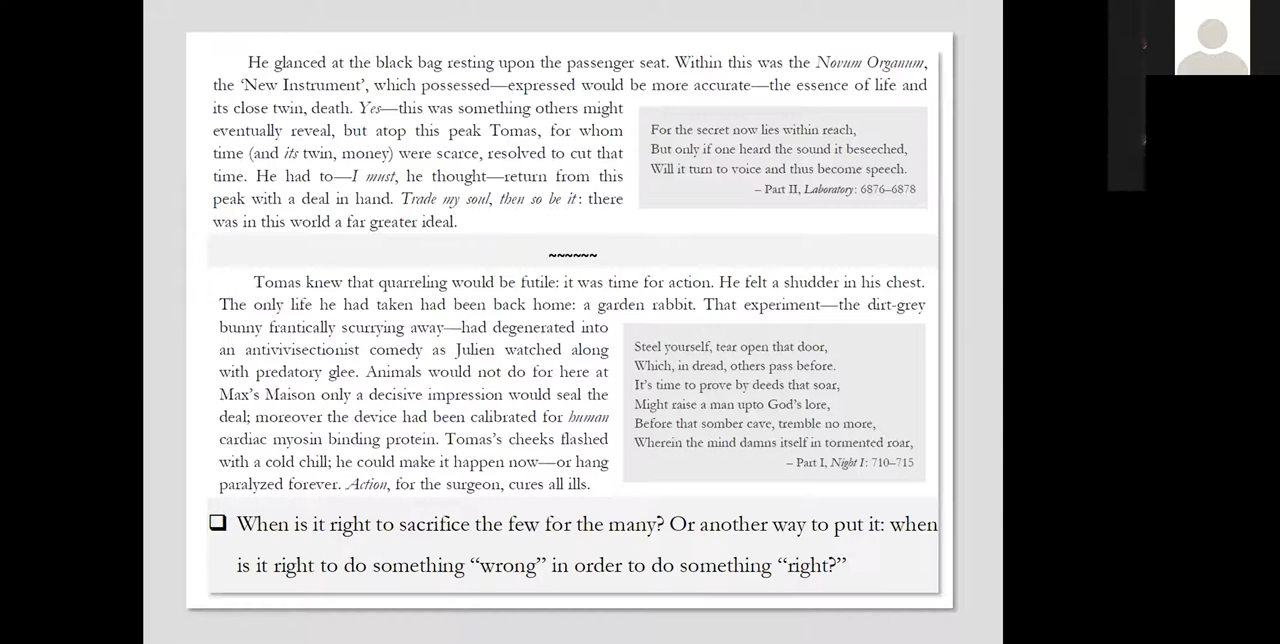 He glanced at the black bag resting upon the passenger seat. Within this was the Novum Organum,
the ‘New Instrument’, which possessed—expressed would be more accurate—the essence of life and
its close twin, death. Yes—this was something others might
eventually reveal, but atop this peak Tomas, for whom
time (and its twin, money) were scarce, resolved to cut that
time. He had to—I must, he thought—return from this
peak with a deal in hand. Trade my soul, then so be it: there
was in this world a far greater ideal.
For the secret now lies within reach,
But only if one heard the sound it beseeched,
Will it turn to voice and thus become speech.
– Part II, Laboratory: 6876–6878
~~~~~~
Tomas knew that quarreling would be futile: it was time for action. He felt a shudder in his chest.
The only life he had taken had been back home: a garden rabbit. That experiment—the dirt-grey
bunny frantically scurrying away—had degenerated into
an antivivisectionist comedy as Julien watched along
with predatory glee. Animals would not do for here at
Max’s Maison only a decisive impression would seal the
deal; moreover the device had been calibrated for human
cardiac myosin binding protein. Tomas’s cheeks flashed
with a cold chill; he could make it happen now—or hang
paralyzed forever. Action, for the surgeon, cures all ills.
Steel yourself, tear open that door,
Which, in dread, others pass before.
It’s time to prove by deeds that soar,
Might raise a man upto God’s lore,
Before that somber cave, tremble no more,
Wherein the mind damns itself in tormented roar,
– Part I, Night I: 710–715
❑ When is it right to sacrifice the few for the many? Or another way to put it: when
is it right to do something “wrong” in order to do something “right?”